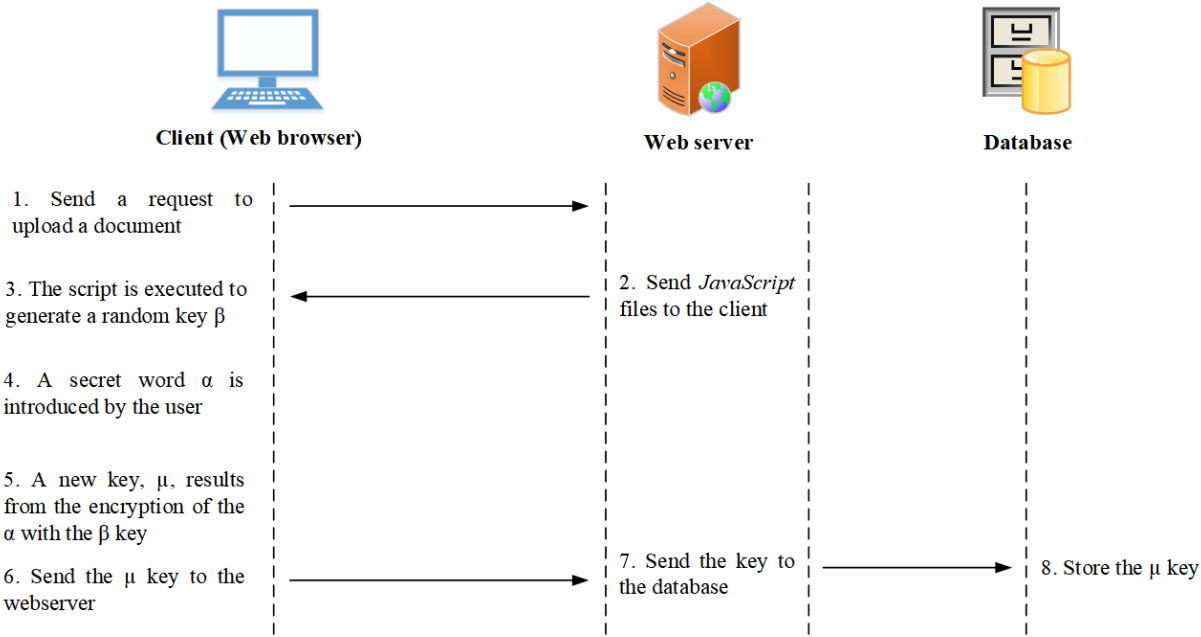 Client (Web browser)
Web server
Database
1. Send a request to
upload a document
2. Send JavaScript
files to the client
3. The script is executed to
generate a random key β
4. A secret word α is
introduced by the user
5. A new key, μ, results
from the encryption of the
α with the β key
6. Send the μ key to the
webserver
7. Send the key to
the database
8. Store the μ key